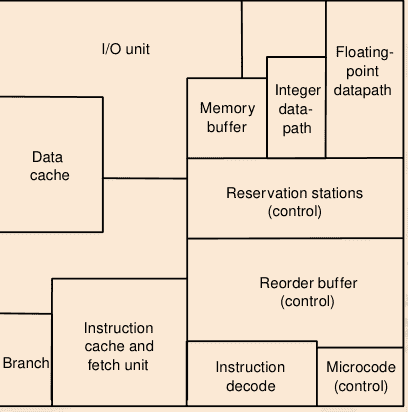 I/O unit
Floating-
point
datapath
Memory
buffer
Integer
data-
path
Data
cache
Reservation stations
(control)
Reorder buffer
(control)
Instruction
cache and
fetch unit
Branch
Instruction
decode
Microcode
(control)